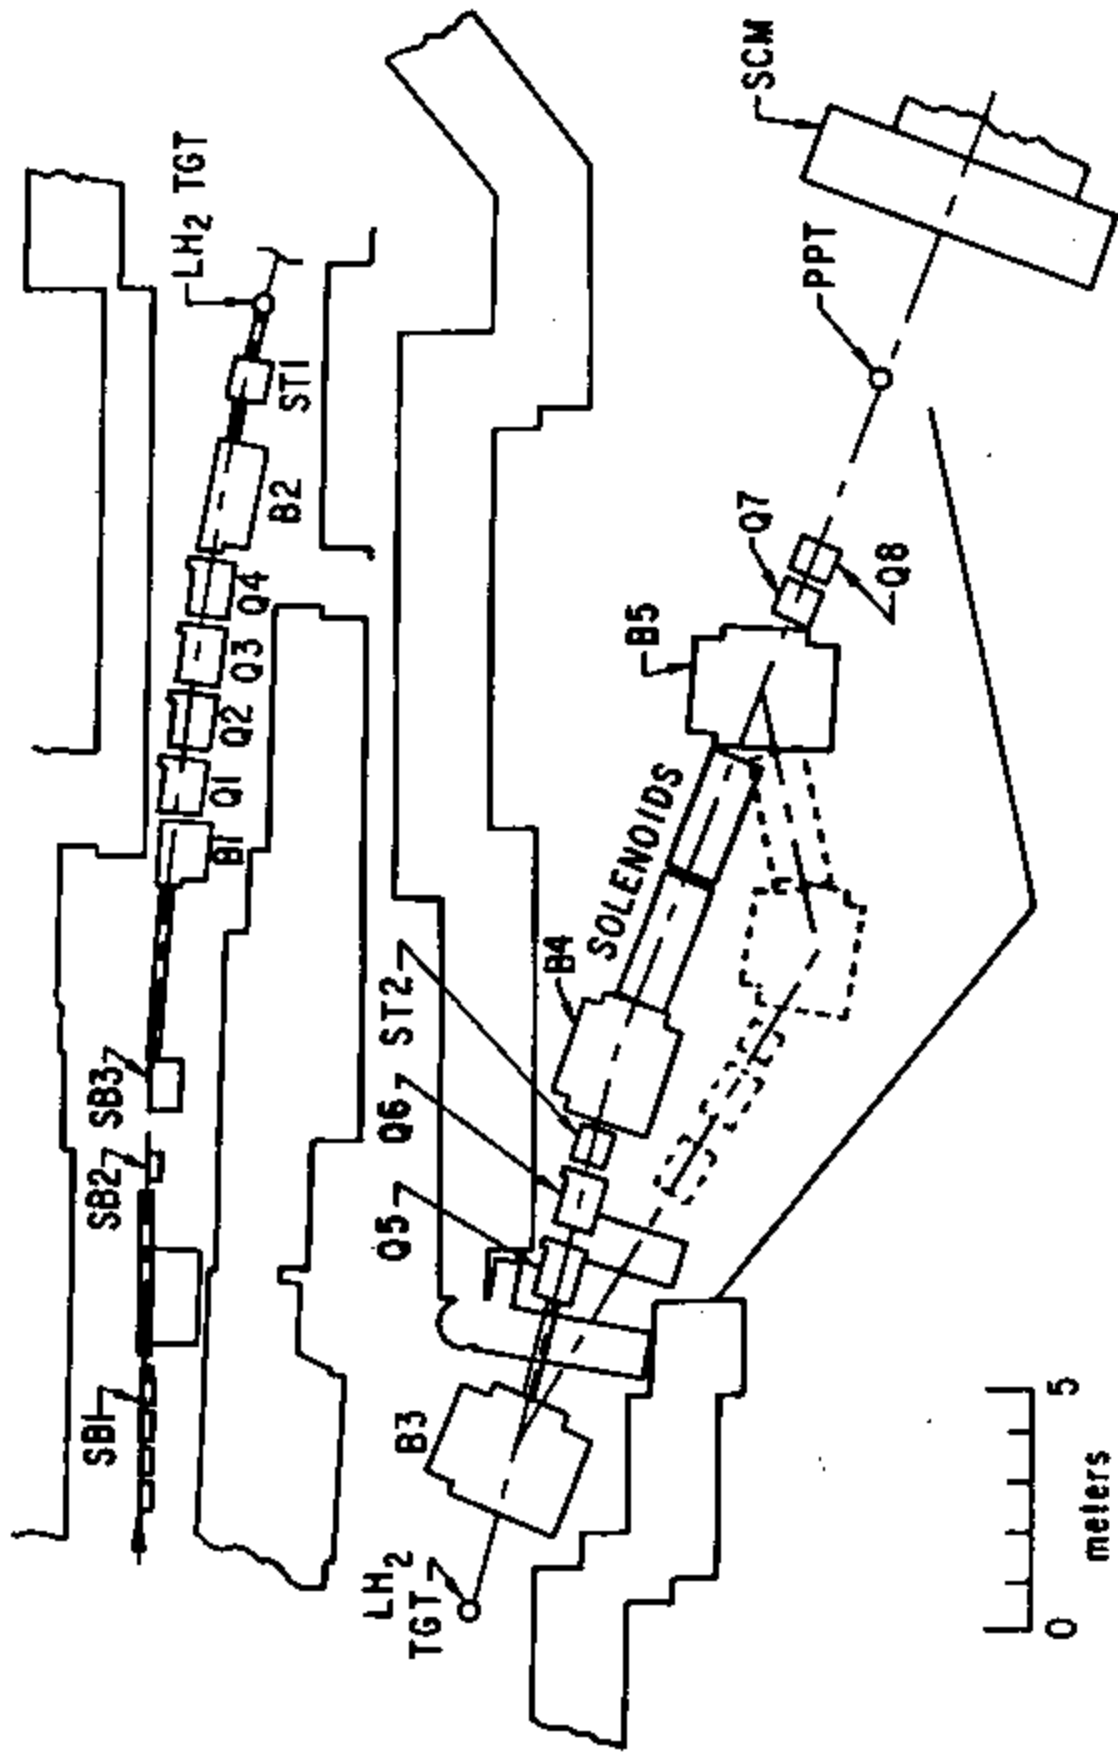 SB1
SB2
SB3
B1
Q1
Q2
Q3
Q4
B2
ST1
LH2 TGT
LH2
TGT
B3
Q5
Q6
ST2
B4
SOLENOIDS
B5
Q7
Q8
PPT
SCM
0 5
meters